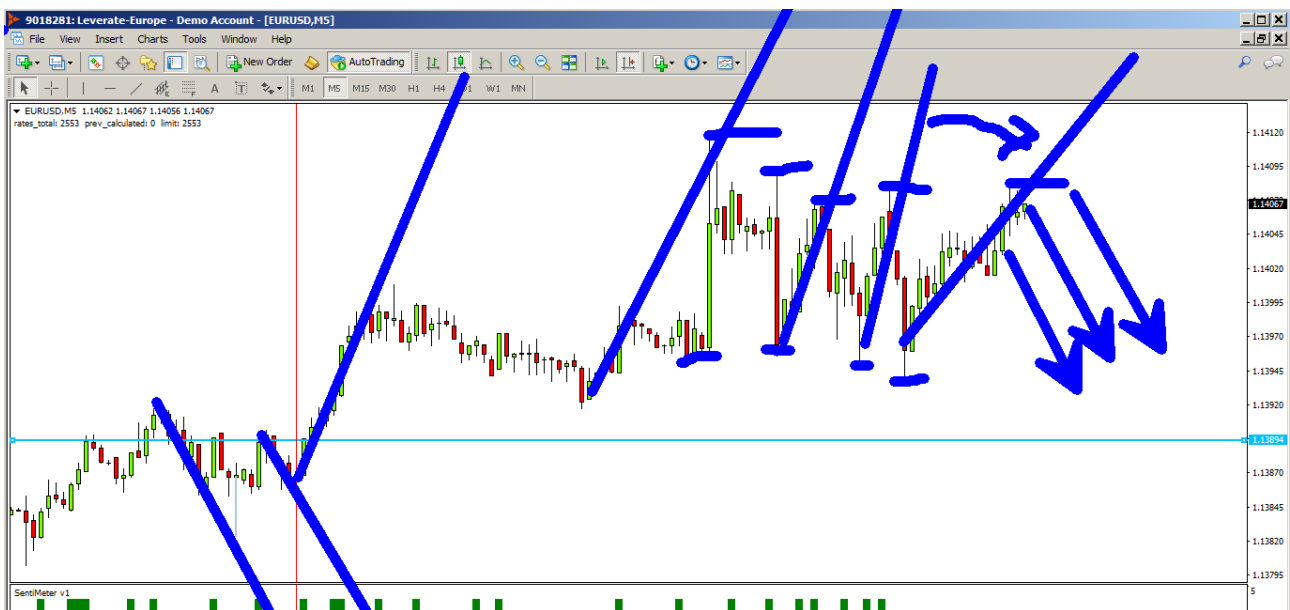 9018281: Leverate-Europe - Demo Account - [EURUSD,M5]
File View Insert Charts Tools Window Help
New Order AutoTrading
A T M1 M5 M15 M30 H1 H4 D1 W1 MN
EURUSD,M5 1.14062 1.14067 1.14056 1.14067
rates_total: 2553 prev_calculated: 0 limit: 2553
1.14120
1.14095
1.14067
1.14045
1.14020
1.13995
1.13970
1.13945
1.13920
1.13894
1.13870
1.13845
1.13820
1.13795
SentiMeter v1
5